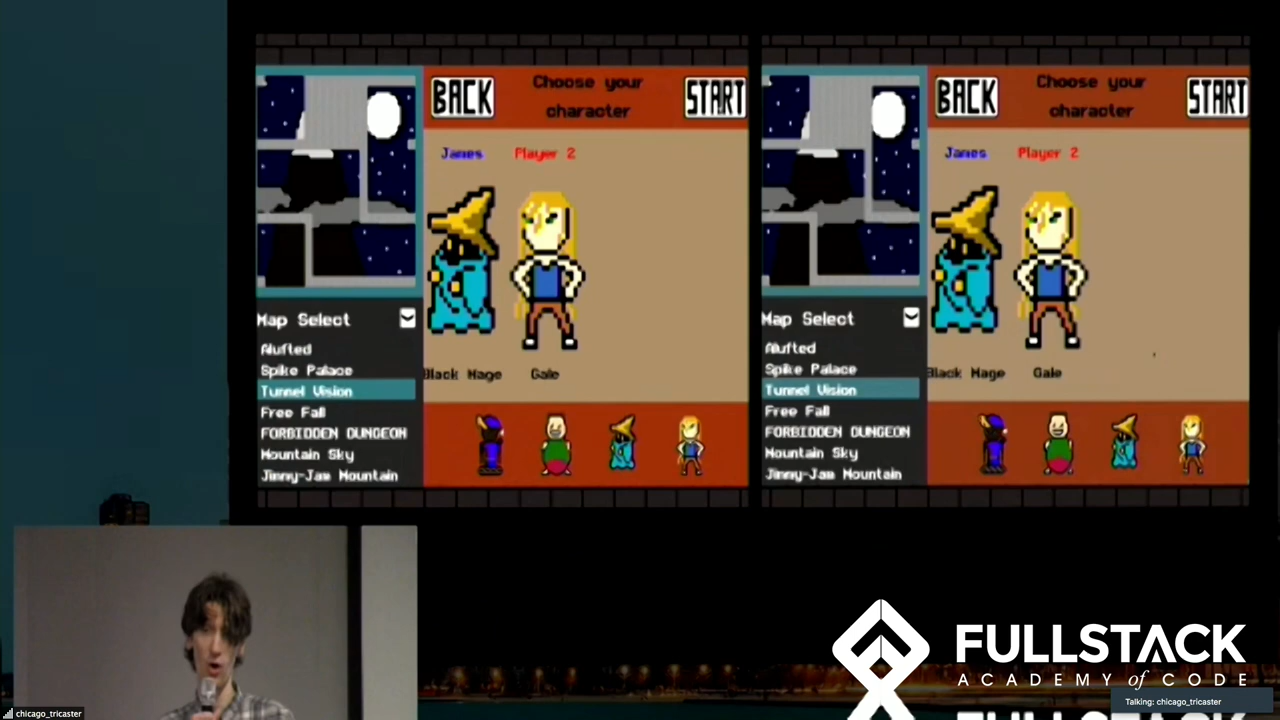 BACK
Choose your
character
START
James
Player 2
Black Mage
Gale
Map Select
Alufted
Spike Palace
Tunnel Vision
Free Fall
FORBIDDEN DUNGEON
Mountain Sky
Jimmy-Jam Mountain
BACK
Choose your
character
START
James
Player 2
Black Mage
Gale
Map Select
Alufted
Spike Palace
Tunnel Vision
Free Fall
FORBIDDEN DUNGEON
Mountain Sky
Jimmy-Jam Mountain
FULLSTACK
ACADEMY of CODE
Talking: chicago_tricaster
chicago_tricaster